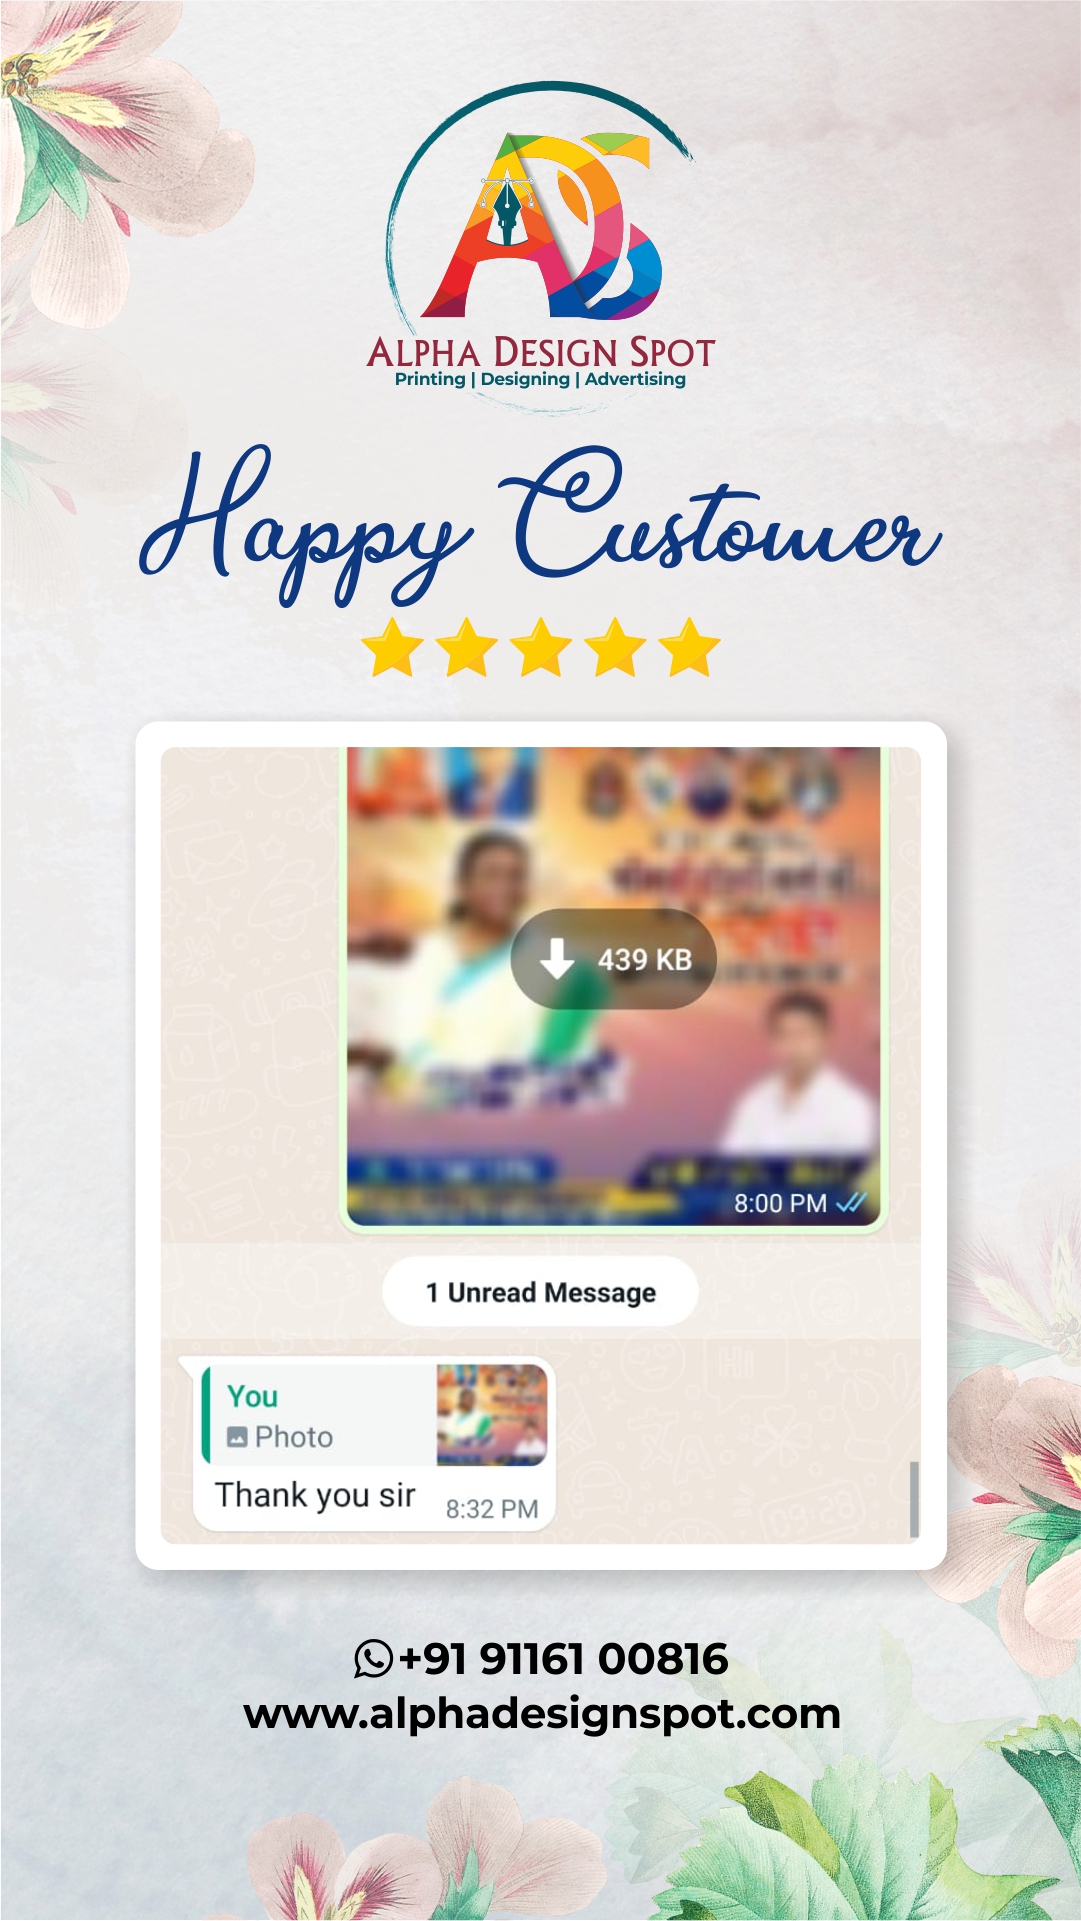 ADS
ALPHA DESIGN SPOT
Printing | Designing | Advertising
Happy Customer
439 KB
8:00 PM
1 Unread Message
You
Photo
Thank you sir
8:32 PM
+91 91161 00816
www.alphadesignspot.com